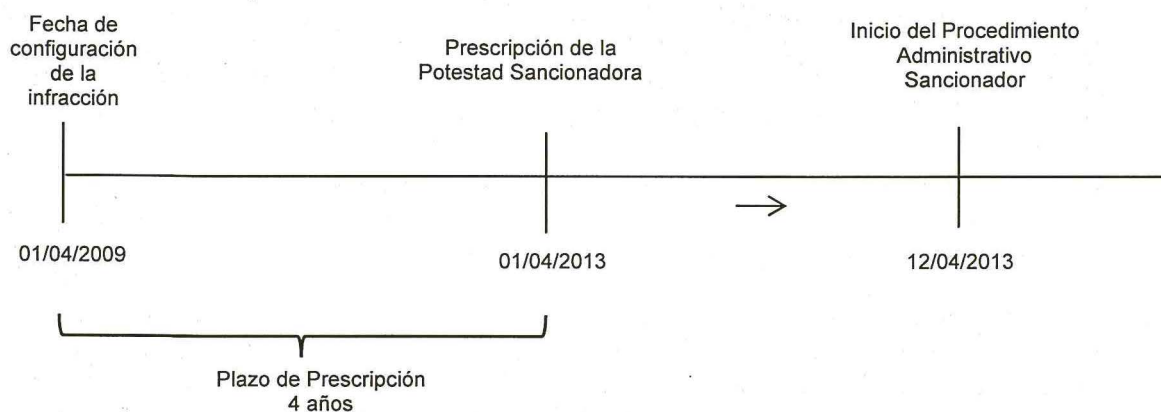 Fecha de
configuración
de la
infracción
Prescripción de la
Potestad Sancionadora
Inicio del Procedimiento
Administrativo
Sancionador
01/04/2009
01/04/2013
12/04/2013
Plazo de Prescripción
4 años